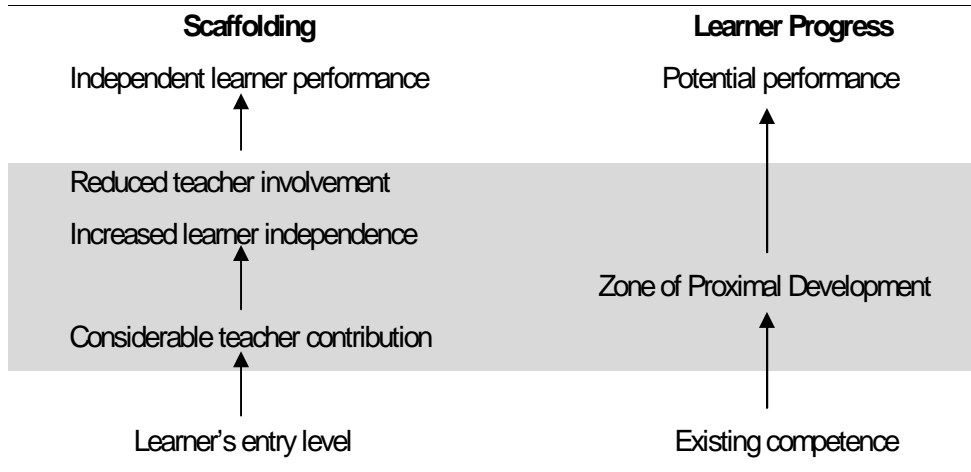 Scaffolding
Learner Progress
Independent learner performance
Potential performance
Reduced teacher involvement
Increased learner independence
Zone of Proximal Development
Considerable teacher contribution
Learner's entry level
Existing competence